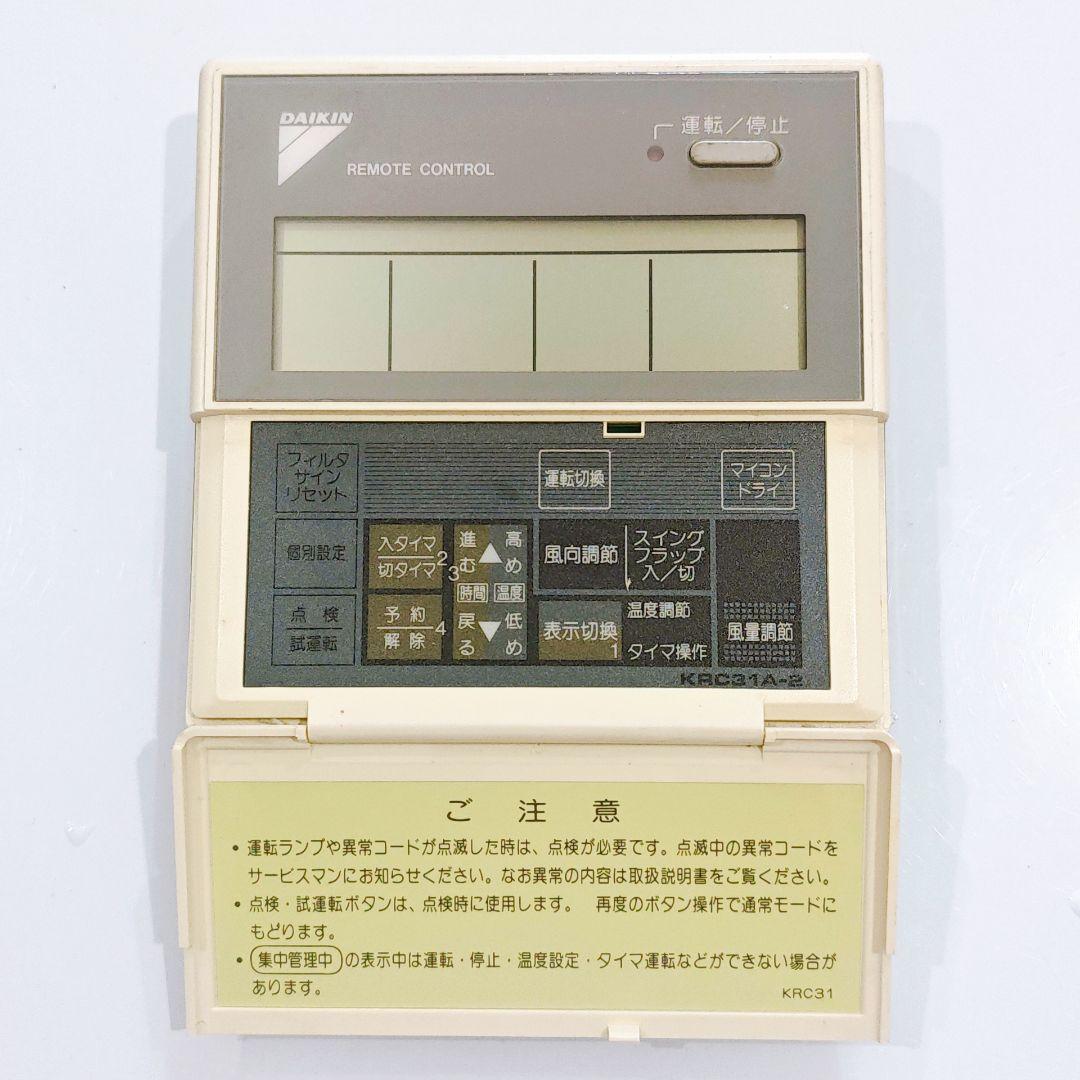 DAIKIN
REMOTE CONTROL
運転／停止
フィルタ
サイン
リセット
運転切換
マイコン
ドライ
個別設定
入タイマ
切タイマ
2
3
進む
高め
時間
温度
戻る
低め
風向調節
スイング
フラップ
入／切
点検
試運転
予約
解除
4
表示切換
1
温度調節
タイマ操作
風量調節
KRC31A-2
ご注意
・運転ランプや異常コードが点滅した時は、点検が必要です。点滅中の異常コードを
サービスマンにお知らせください。なお異常の内容は取扱説明書をご覧ください。
・点検・試運転ボタンは、点検時に使用します。 再度のボタン操作で通常モードに
もどります。
・集中管理中の表示中は運転・停止・温度設定・タイマ運転などができない場合が
あります。
KRC31